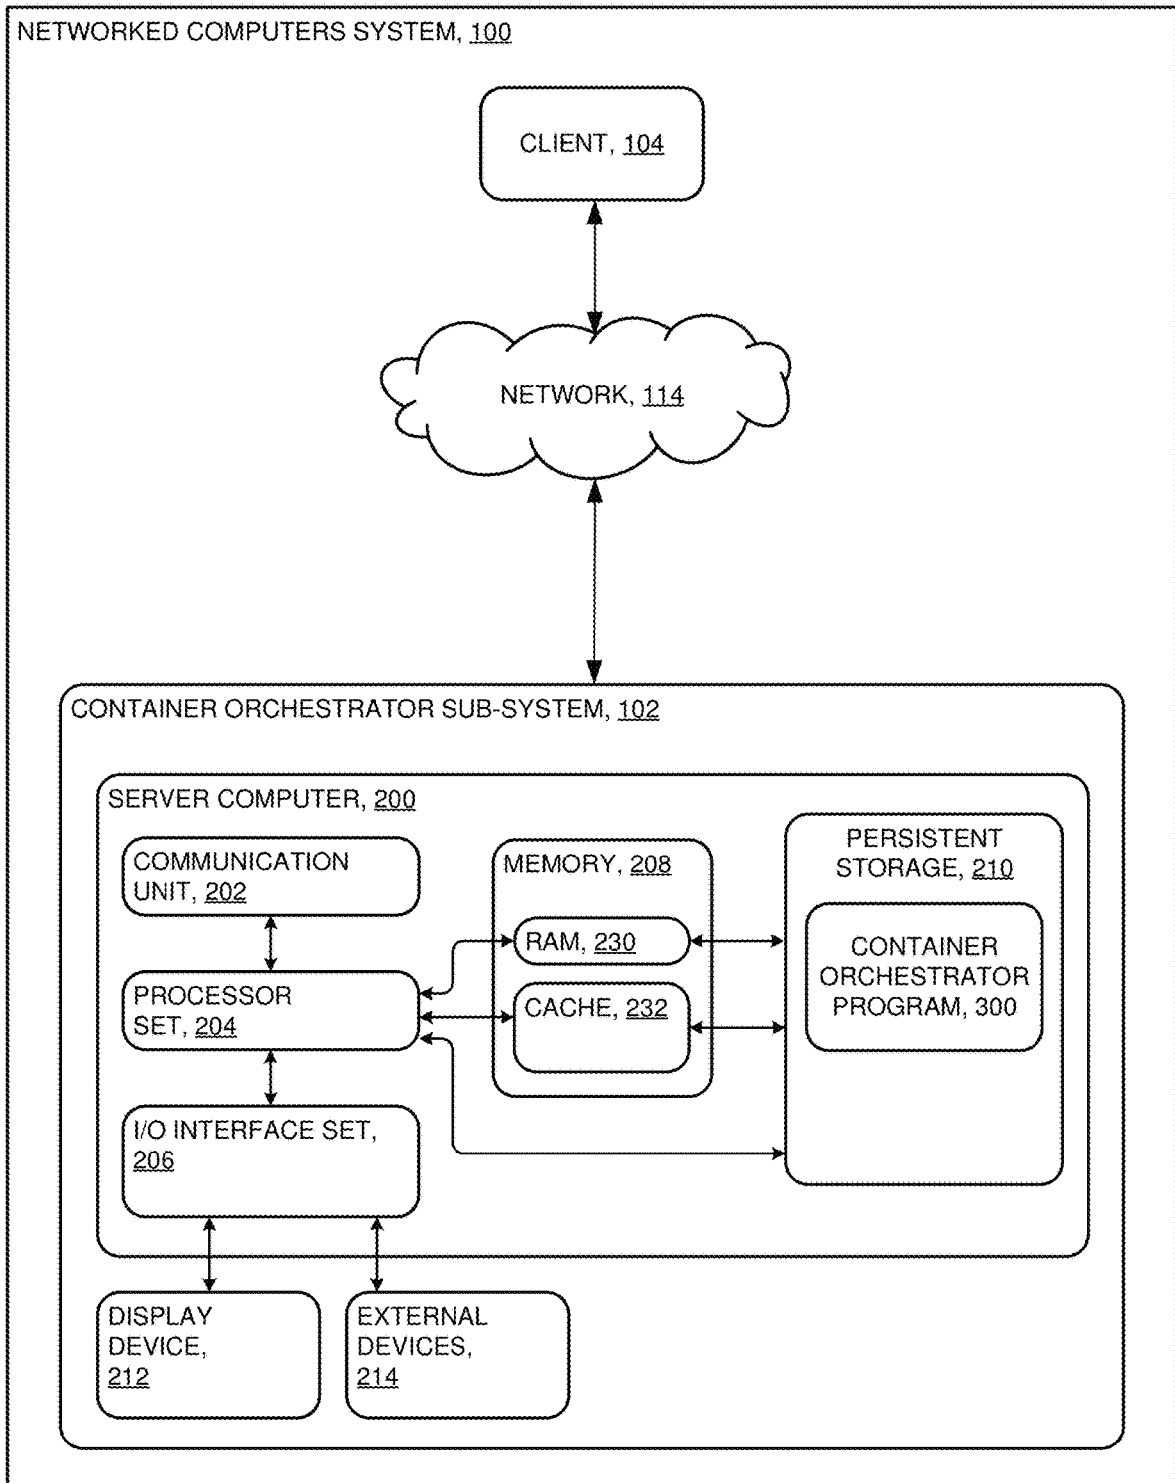 NETWORKED COMPUTERS SYSTEM, 100
CLIENT, 104
NETWORK, 114
CONTAINER ORCHESTRATOR SUB-SYSTEM, 102
SERVER COMPUTER, 200
COMMUNICATION
UNIT, 202
PROCESSOR
SET, 204
I/O INTERFACE SET,
206
MEMORY, 208
RAM, 230
CACHE, 232
PERSISTENT
STORAGE, 210
CONTAINER
ORCHESTRATOR
PROGRAM, 300
DISPLAY
DEVICE,
212
EXTERNAL
DEVICES,
214